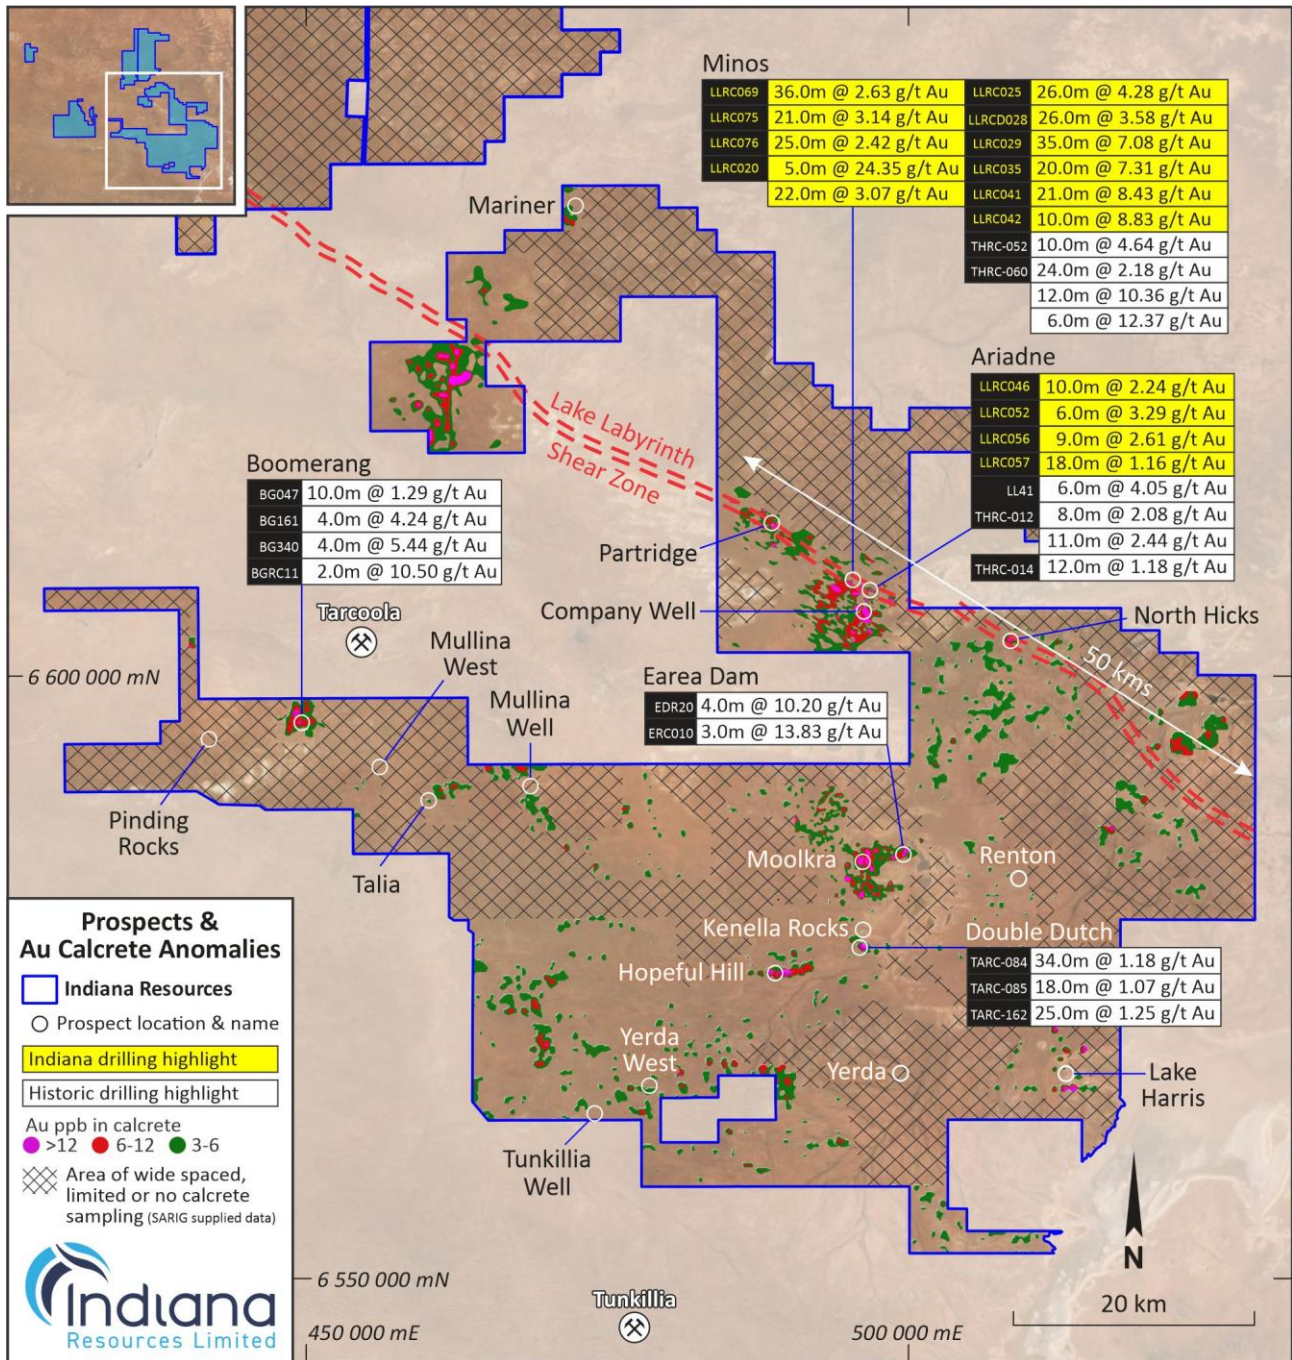 Minos
LLRC069 36.0m @ 2.63 g/t Au
LLRC075 21.0m @ 3.14 g/t Au
LLRC076 25.0m @ 2.42 g/t Au
LLRC020 5.0m @ 24.35 g/t Au
22.0m @ 3.07 g/t Au
LLRC025 26.0m @ 4.28 g/t Au
LLRCD028 26.0m @ 3.58 g/t Au
LLRC029 35.0m @ 7.08 g/t Au
LLRC035 20.0m @ 7.31 g/t Au
LLRC041 21.0m @ 8.43 g/t Au
LLRC042 10.0m @ 8.83 g/t Au
THRC-052 10.0m @ 4.64 g/t Au
THRC-060 24.0m @ 2.18 g/t Au
12.0m @ 10.36 g/t Au
6.0m @ 12.37 g/t Au
Mariner
Ariadne
LLRC046 10.0m @ 2.24 g/t Au
LLRC052 6.0m @ 3.29 g/t Au
LLRC056 9.0m @ 2.61 g/t Au
LLRC057 18.0m @ 1.16 g/t Au
LL41 6.0m @ 4.05 g/t Au
THRC-012 8.0m @ 2.08 g/t Au
11.0m @ 2.44 g/t Au
THRC-014 12.0m @ 1.18 g/t Au
Lake Labyrinth
Shear Zone
Boomerang
BG047 10.0m @ 1.29 g/t Au
BG161 4.0m @ 4.24 g/t Au
BG340 4.0m @ 5.44 g/t Au
BGRC11 2.0m @ 10.50 g/t Au
Partridge
Company Well
Tarcoola
North Hicks
50 kms
Mullina
West
Mullina
Well
6 600 000 mN
Earea Dam
EDR20 4.0m @ 10.20 g/t Au
ERC010 3.0m @ 13.83 g/t Au
Pinding
Rocks
Talia
Moolkra
Renton
Kenella Rocks
Hopeful Hill
Double Dutch
TARC-084 34.0m @ 1.18 g/t Au
TARC-085 18.0m @ 1.07 g/t Au
TARC-162 25.0m @ 1.25 g/t Au
Yerda
West
Yerda
Lake
Harris
Tunkillia
Well
Prospects &
Au Calcrete Anomalies
Indiana Resources
Prospect location & name
Indiana drilling highlight
Historic drilling highlight
Au ppb in calcrete
>12 6-12 3-6
Area of wide spaced,
limited or no calcrete
sampling (SARIG supplied data)
Indiana
Resources Limited
6 550 000 mN
450 000 mE
Tunkillia
500 000 mE
N
20 km